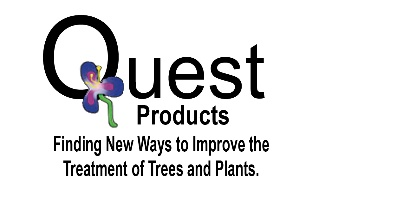 Quest
Products
Finding New Ways to Improve the
Treatment of Trees and Plants.